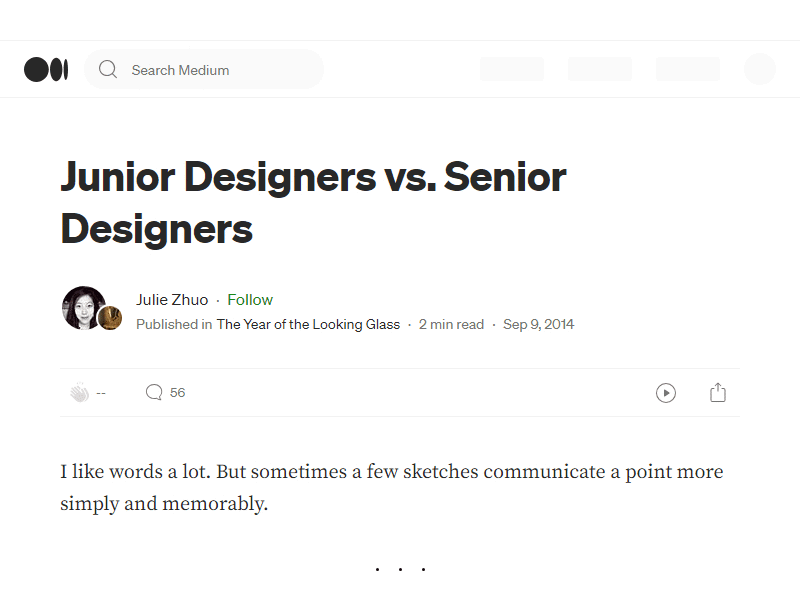 Search Medium
Junior Designers vs. Senior
Designers
Julie Zhuo · Follow
Published in The Year of the Looking Glass · 2 min read · Sep 9, 2014
-- 56
I like words a lot. But sometimes a few sketches communicate a point more
simply and memorably.
. . .